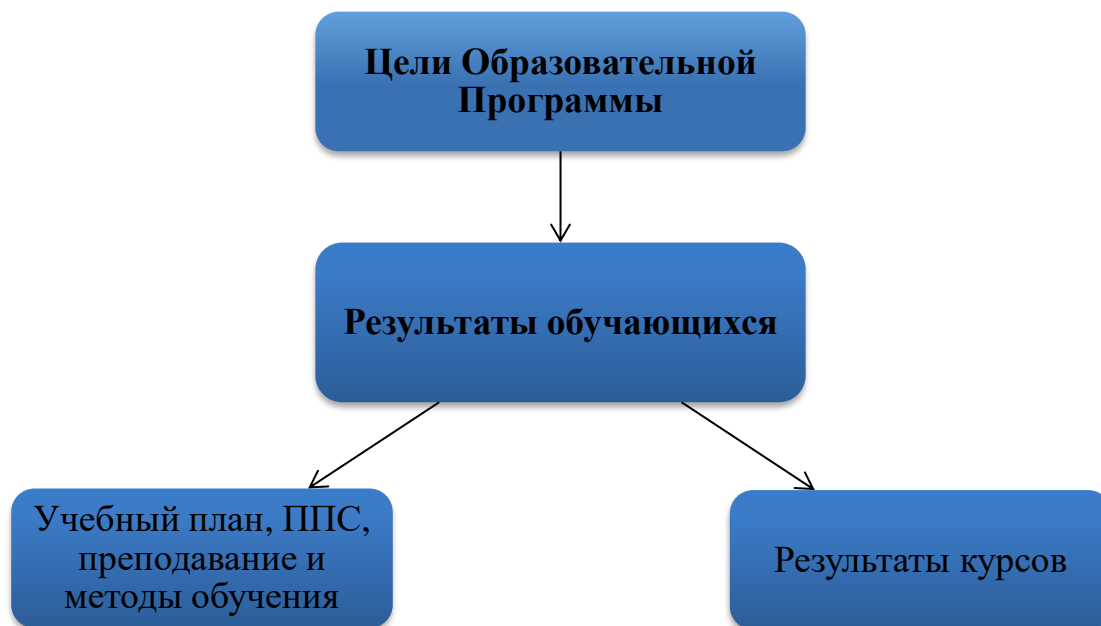 Цели Образовательной
Программы
Результаты обучающихся
Учебный план, ППС,
преподавание и
методы обучения
Результаты курсов